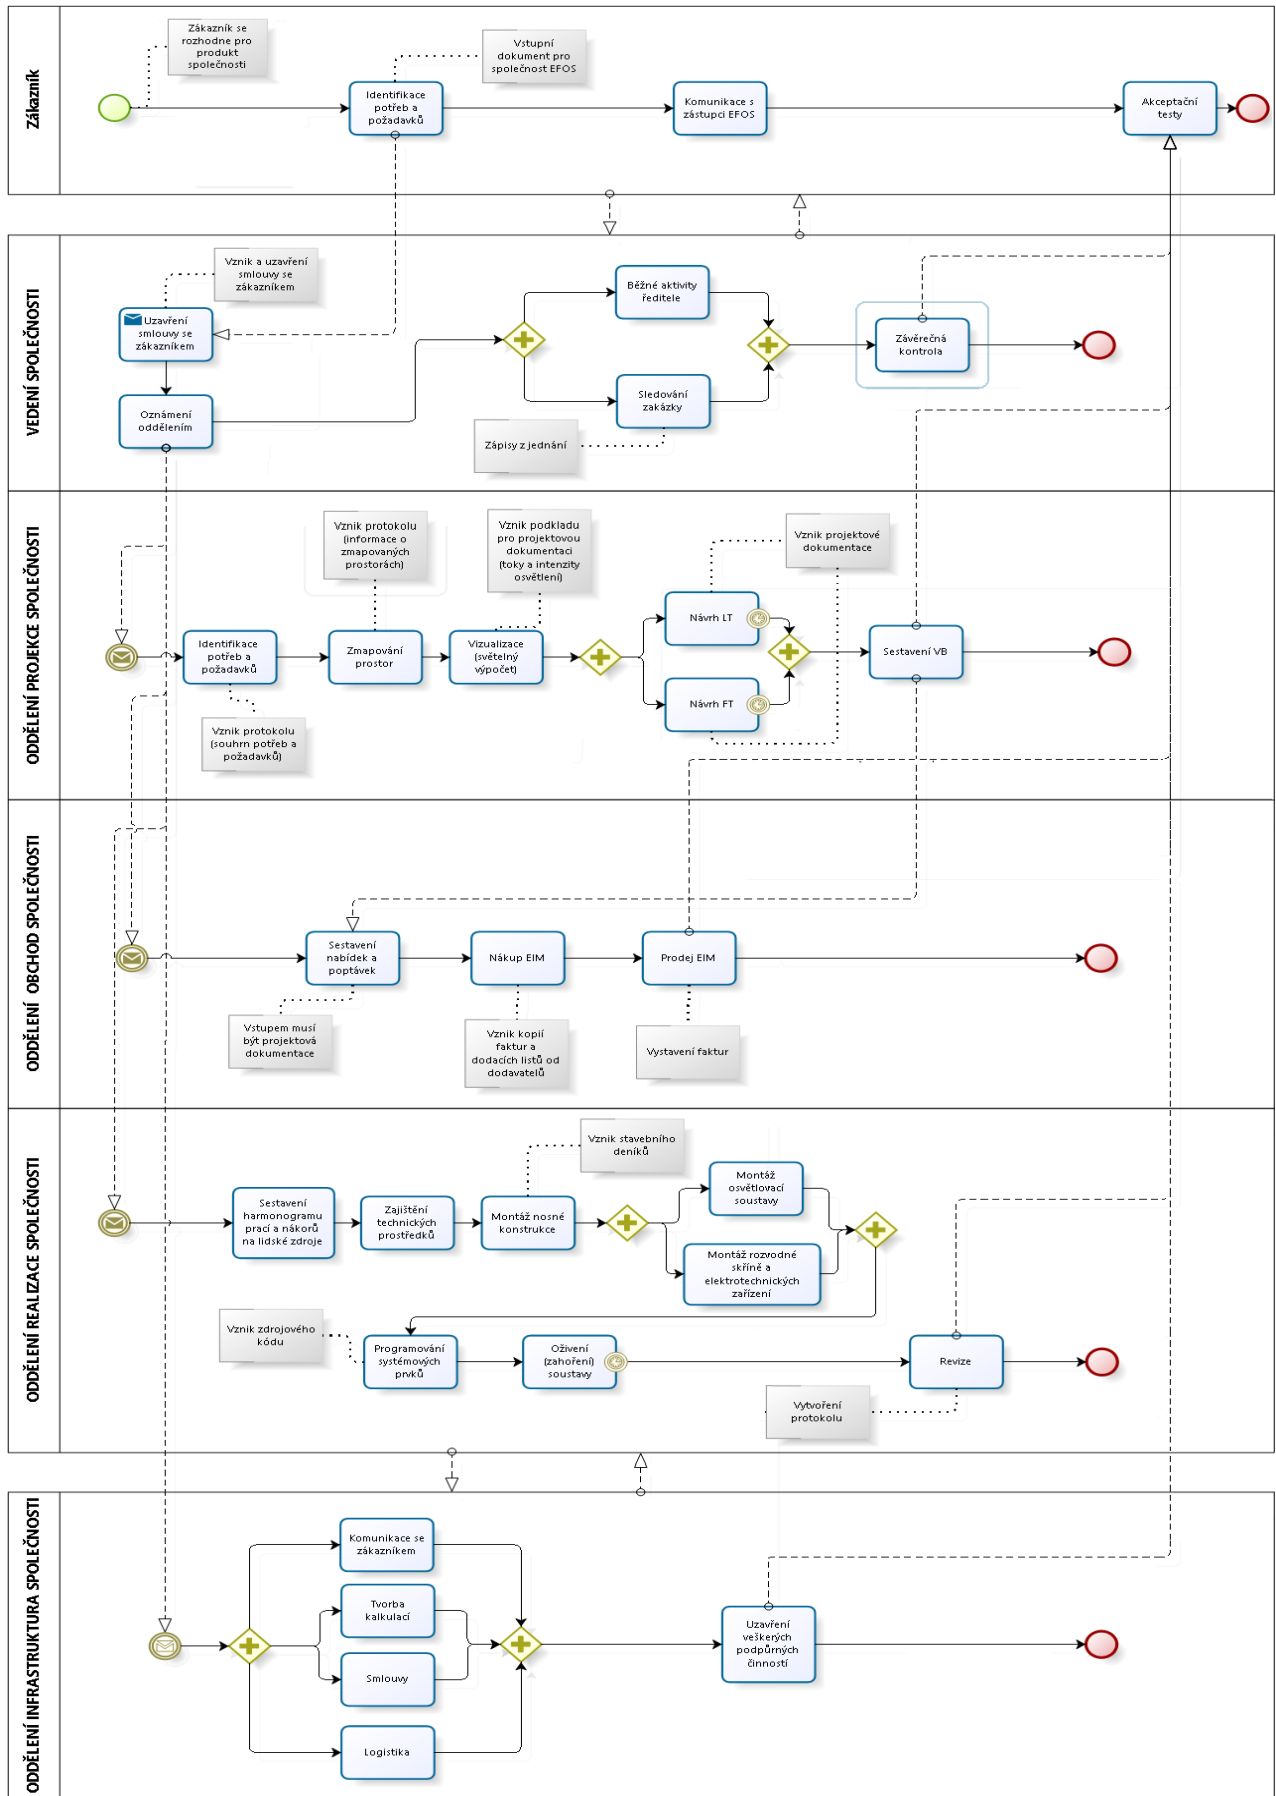 Zákazník
Zákazník se
rozhodne pro
produkt
společnosti
Vstupní
dokument pro
společnost EFOS
Identifikace
potřeb a
požadavků
Komunikace s
zástupci EFOS
Akceptační
testy
VEDENÍ SPOLEČNOSTI
Vznik a uzavření
smlouvy se
zákazníkem
Uzavření
smlouvy se
zákazníkem
Oznámení
oddělením
Běžné aktivity
ředitele
Sledování
zakázky
Zápisy z jednání
Závěrečná
kontrola
ODDĚLENÍ PROJEKCE SPOLEČNOSTI
Vznik protokolu
(informace o
zmapovaných
prostorách)
Vznik podkladu
pro projektovou
dokumentaci
(toky a intenzity
osvětlení)
Vznik projektové
dokumentace
Identifikace
potřeb a
požadavků
Zmapování
prostor
Vizualizace
(světelný
výpočet)
Návrh LT
Návrh FT
Sestavení VB
Vznik protokolu
(souhrn potřeb a
požadavků)
ODDĚLENÍ OBCHOD SPOLEČNOSTI
Sestavení
nabídek a
poptávek
Nákup EIM
Prodej EIM
Vstupem musí
být projektová
dokumentace
Vznik kopií
faktur a
dodacích listů od
dodavatelů
Vystavení faktur
ODDĚLENÍ REALIZACE SPOLEČNOSTI
Vznik stavebního
deníků
Sestavení
harmonogramu
prací a nákorů
na lidské zdroje
Zajištění
technických
prostředků
Montáž nosné
konstrukce
Montáž
osvětlovací
soustavy
Montáž rozvodné
skříně a
elektrotechnických
zařízení
Vznik zdrojového
kódu
Programování
systémových
prvků
Oživení
(zahoření)
soustavy
Revize
Vytvoření
protokolu
ODDĚLENÍ INFRASTRUKTURA SPOLEČNOSTI
Komunikace se
zákazníkem
Tvorba
kalkulací
Smlouvy
Logistika
Uzavření
veškerých
podpůrných
činností